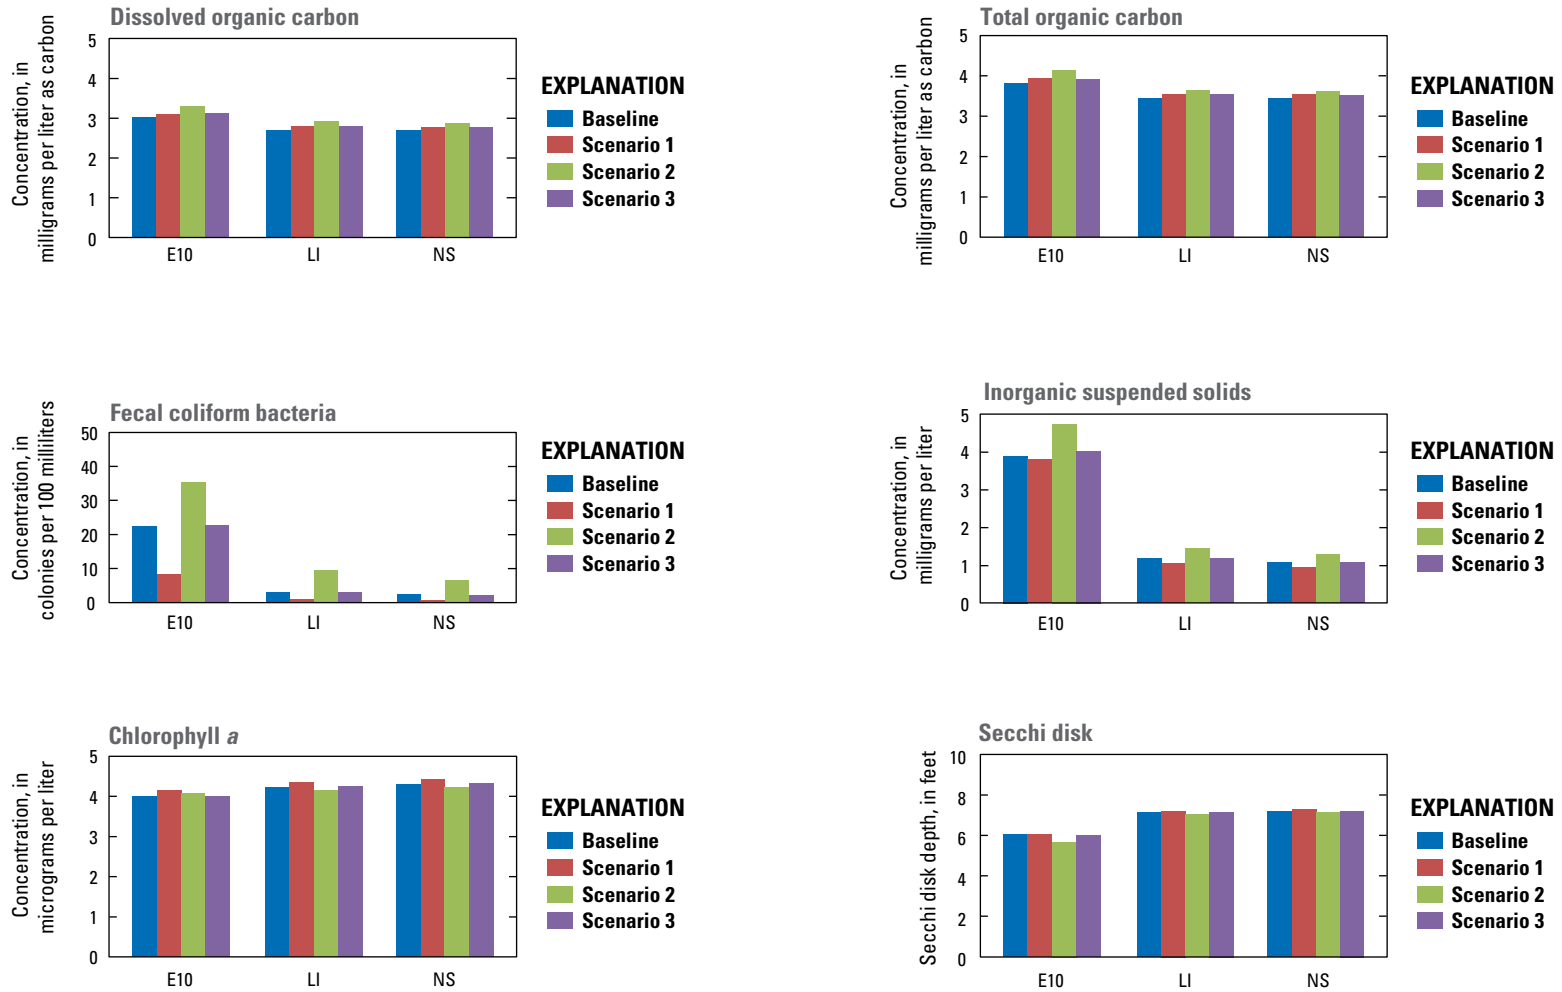 Dissolved organic carbon
Concentration, in
milligrams per liter as carbon
5
4
3
2
1
0
E10 LI NS
EXPLANATION
Baseline
Scenario 1
Scenario 2
Scenario 3
Total organic carbon
Concentration, in
milligrams per liter as carbon
5
4
3
2
1
0
E10 LI NS
EXPLANATION
Baseline
Scenario 1
Scenario 2
Scenario 3
Fecal coliform bacteria
Concentration, in
colonies per 100 milliliters
50
40
30
20
10
0
E10 LI NS
EXPLANATION
Baseline
Scenario 1
Scenario 2
Scenario 3
Inorganic suspended solids
Concentration, in
milligrams per liter
5
4
3
2
1
0
E10 LI NS
EXPLANATION
Baseline
Scenario 1
Scenario 2
Scenario 3
Chlorophyll a
Concentration, in
micrograms per liter
5
4
3
2
1
0
E10 LI NS
EXPLANATION
Baseline
Scenario 1
Scenario 2
Scenario 3
Secchi disk
Secchi disk depth, in feet
10
8
6
4
2
0
E10 LI NS
EXPLANATION
Baseline
Scenario 1
Scenario 2
Scenario 3